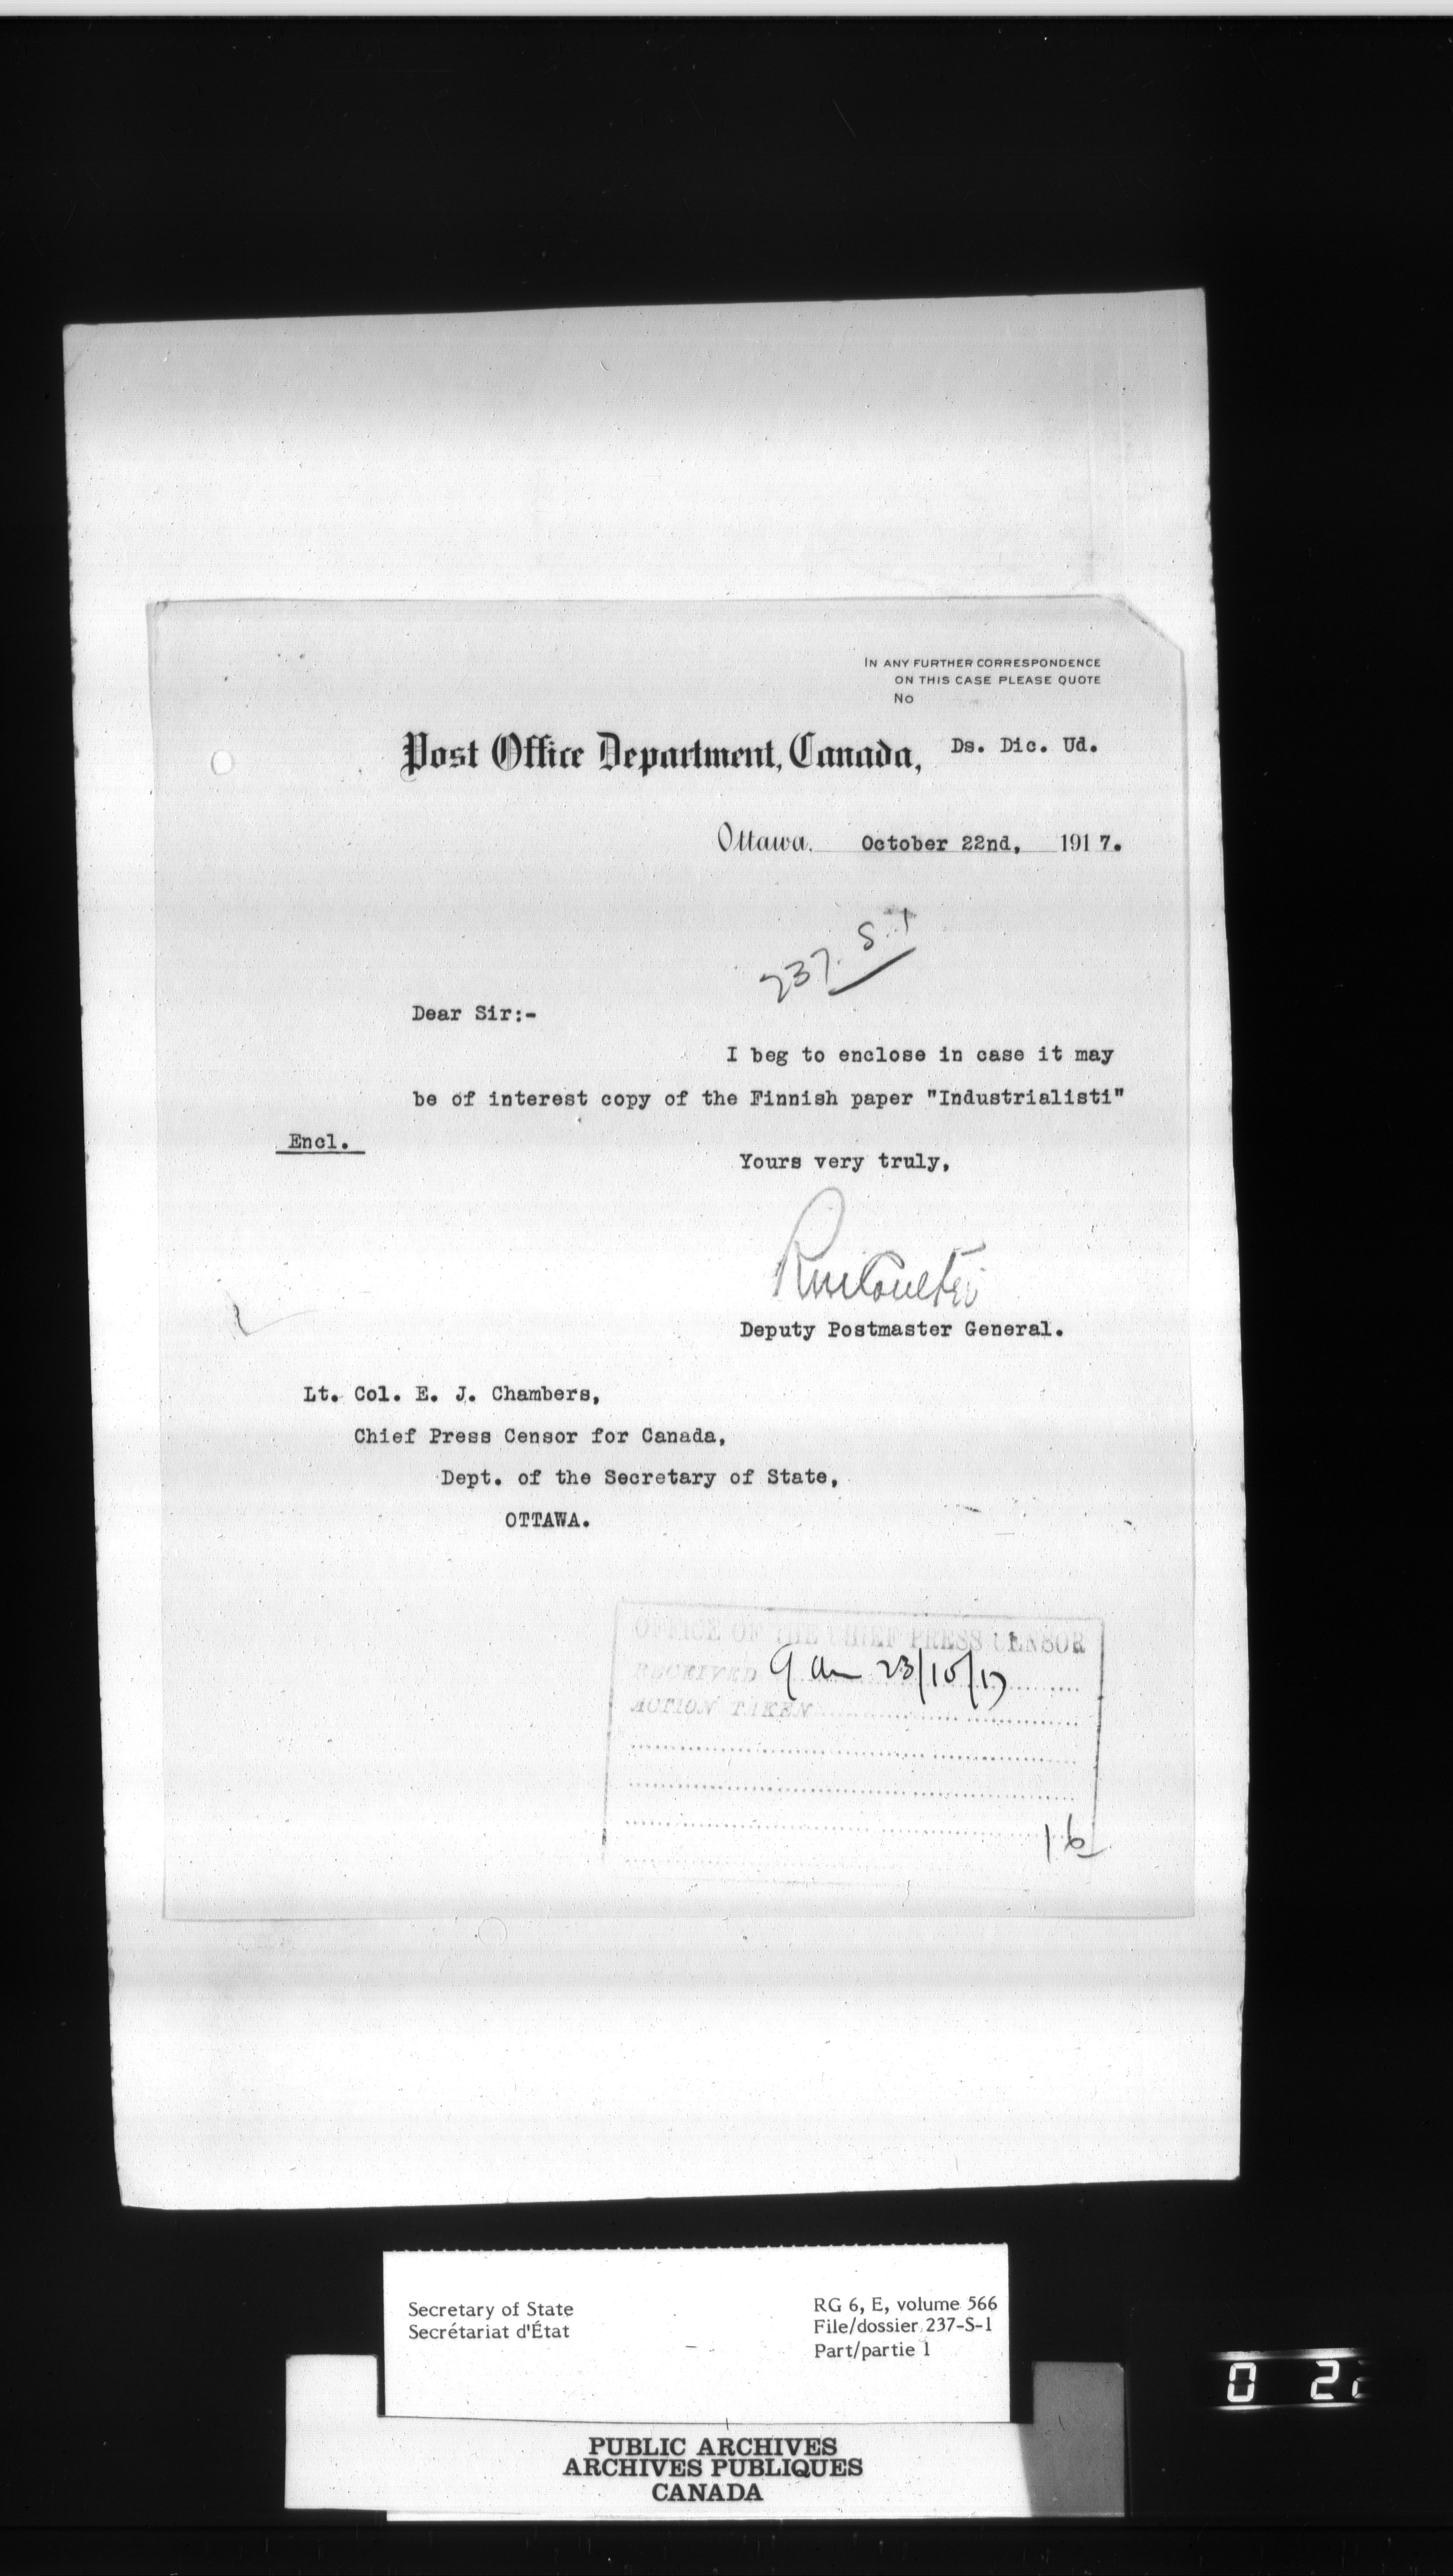 IN ANY FURTHER CORRESPONDENCE
ON THIS CASE PLEASE QUOTE
No
Post Office Department, Canada, Ds. Dic. Ud.
Ottawa, October 22nd, 1917.
237. S.1
Dear Sir:-
I beg to enclose in case it may
be of interest copy of the Finnish paper "Industrialisti"
Encl.
Yours very truly,
RmCoulter
Deputy Postmaster General.
Lt. Col. E. J. Chambers,
Chief Press Censor for Canada,
Dept. of the Secretary of State,
OTTAWA.
OFFICE OF THE CHIEF PRESS CENSOR
RECEIVED 9 am 23/10/17
ACTION TAKEN
16
Secretary of State
Secrétariat d'État
RG 6, E, volume 566
File/dossier 237-S-1
Part/partie 1
PUBLIC ARCHIVES
ARCHIVES PUBLIQUES
CANADA
0 2